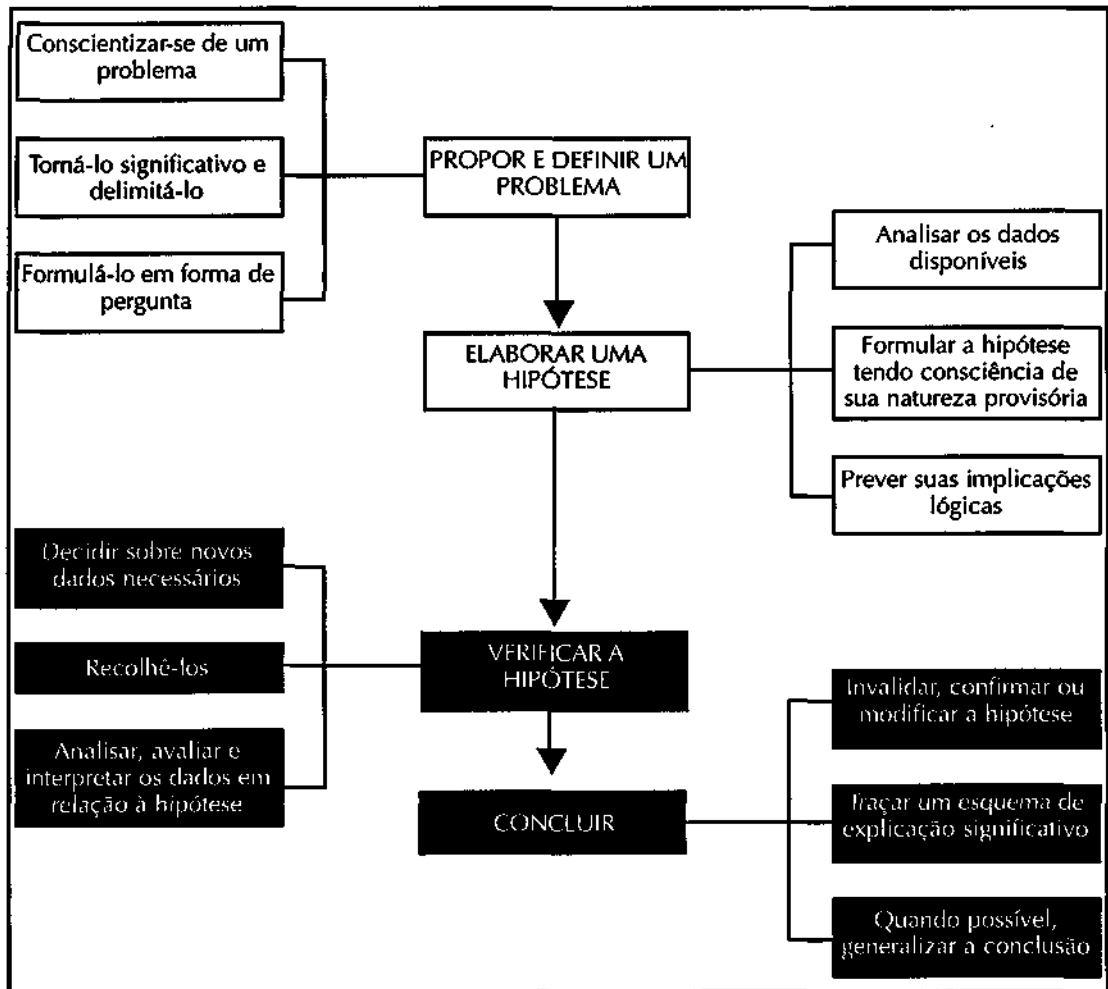 Conscientizar-se de um
problema
Torná-lo significativo e
delimitá-lo
Formulá-lo em forma de
pergunta
PROPOR E DEFINIR UM
PROBLEMA
ELABORAR UMA
HIPÓTESE
Analisar os dados
disponíveis
Formular a hipótese
tendo consciência de
sua natureza provisória
Prever suas implicações
lógicas
Decidir sobre novos
dados necessários
Recolhê-los
Analisar, avaliar e
interpretar os dados em
relação à hipótese
VERIFICAR A
HIPÓTESE
CONCLUIR
Invalidar, confirmar ou
modificar a hipótese
Traçar um esquema de
explicação significativo
Quando possível,
generalizar a conclusão